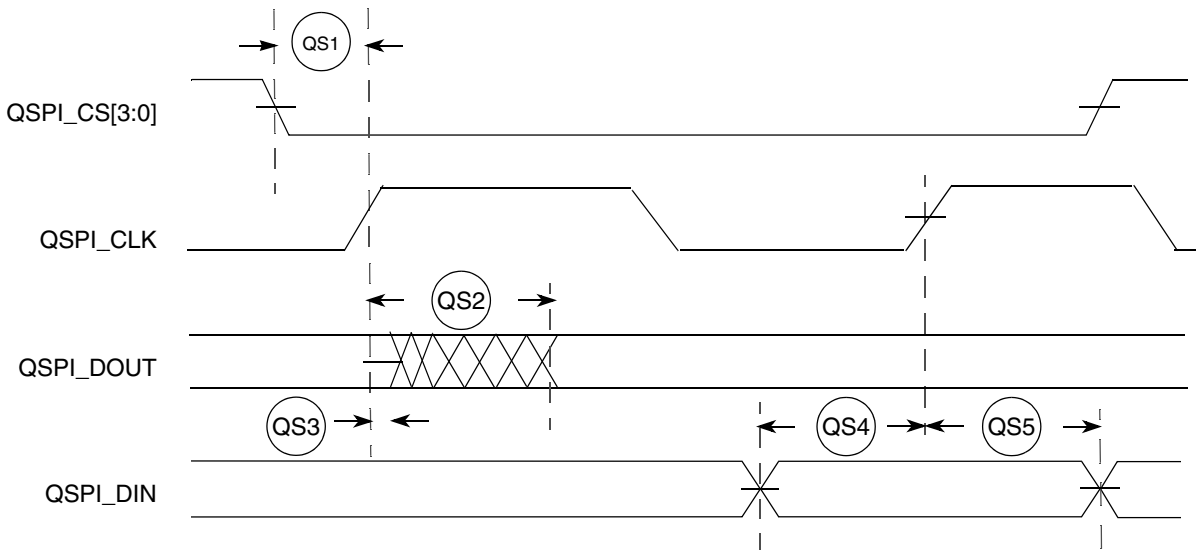 QS1
QSPI_CS[3:0]
QSPI_CLK
QS2
QSPI_DOUT
QS3
QS4
QS5
QSPI_DIN